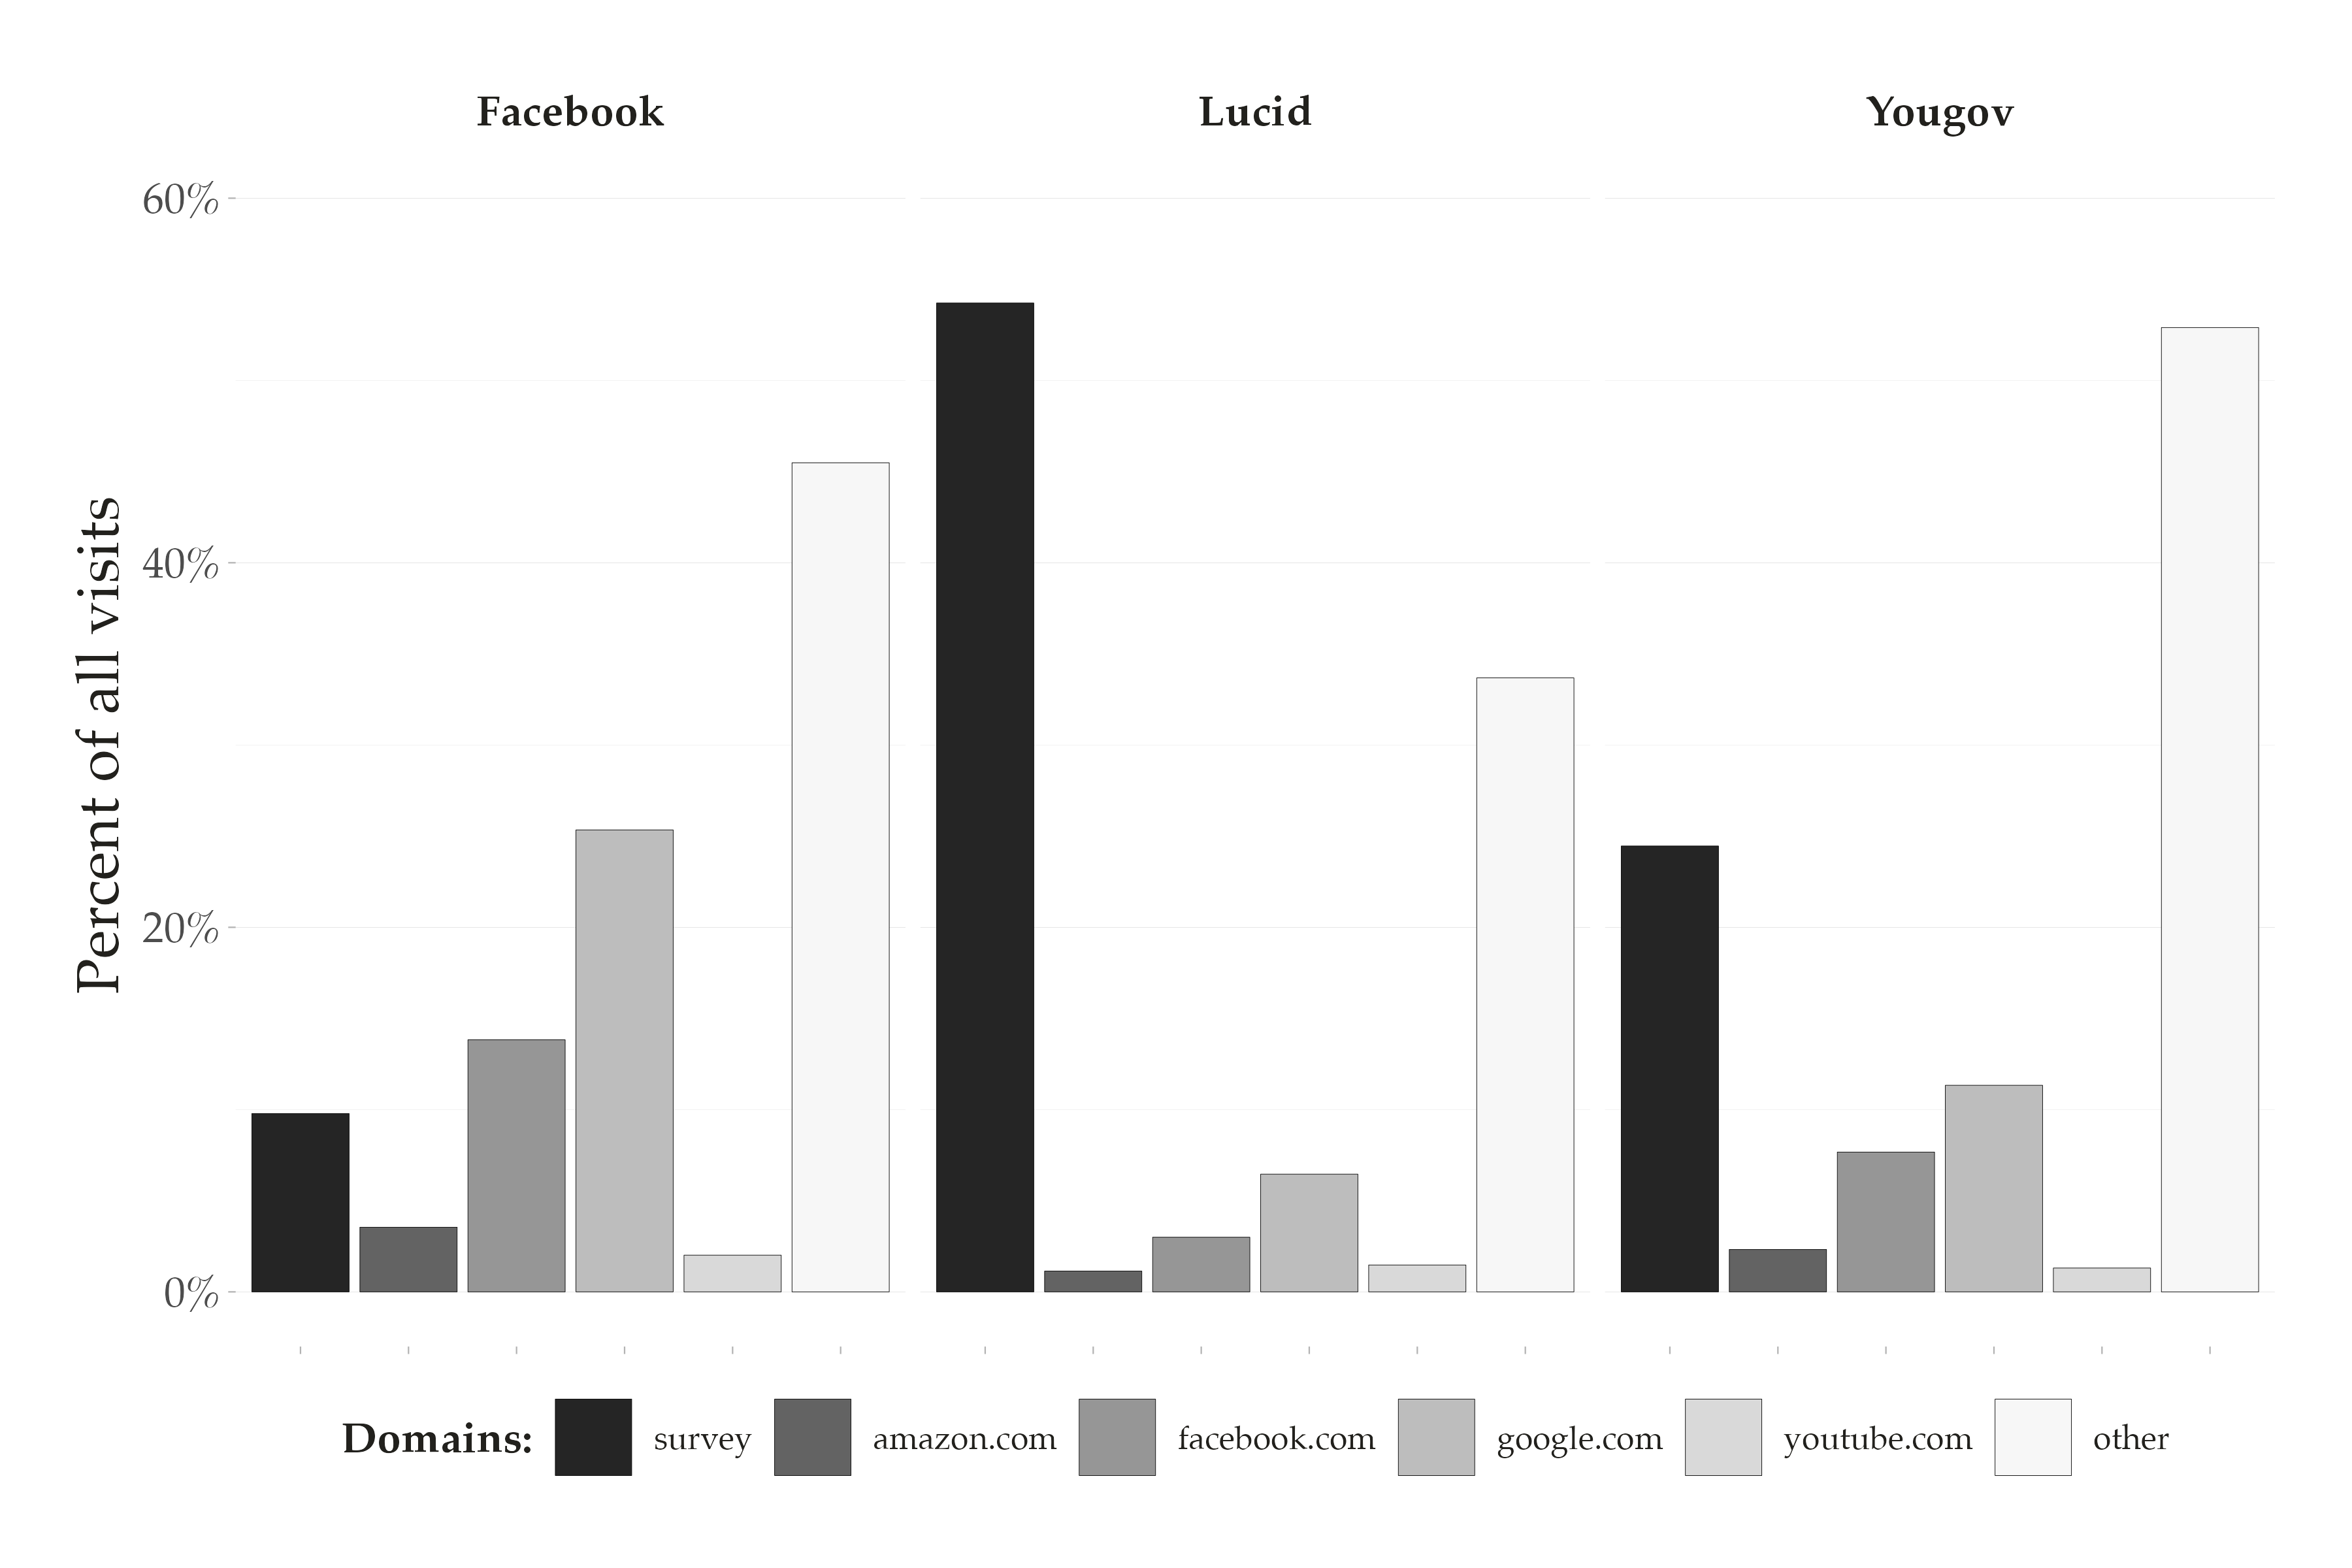 Facebook Lucid Yougov
60%
40%
20%
0%
Percent of all visits
Domains: survey amazon.com facebook.com google.com youtube.com other